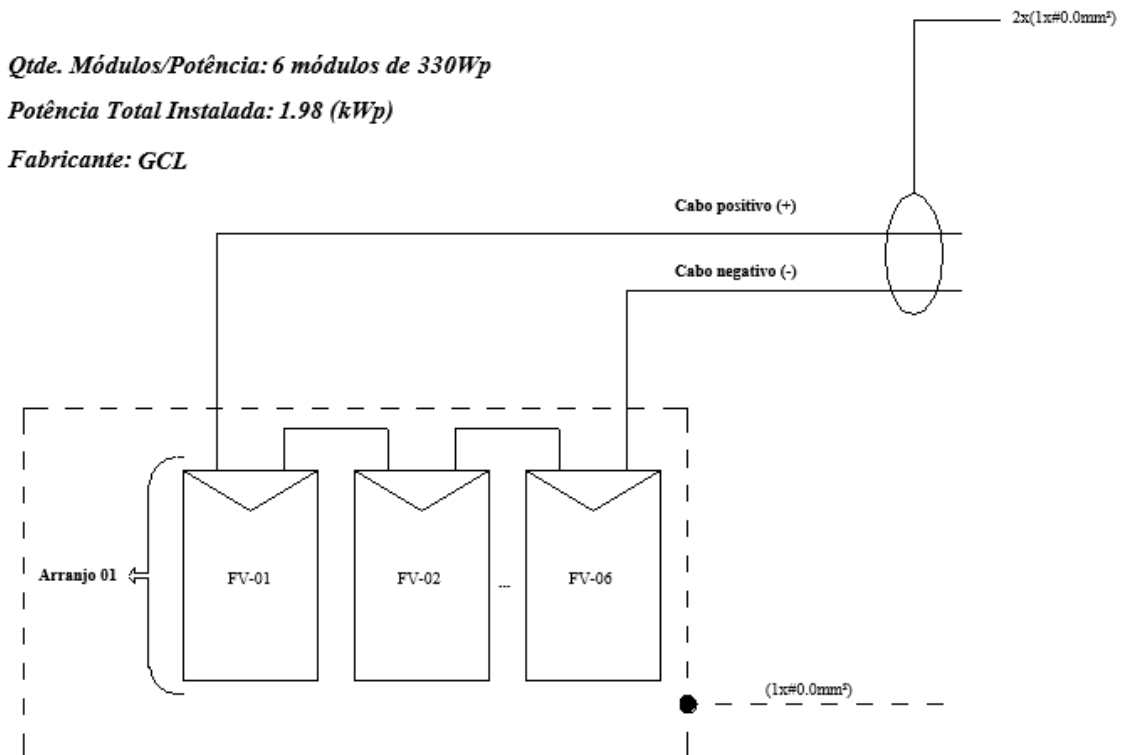 2x(1x#0.0mm²)
Qtde. Módulos/Potência: 6 módulos de 330Wp
Potência Total Instalada: 1.98 (kWp)
Fabricante: GCL
Cabo positivo (+)
Cabo negativo (-)
Arranjo 01
FV-01
FV-02
...
FV-06
(1x#0.0mm²)